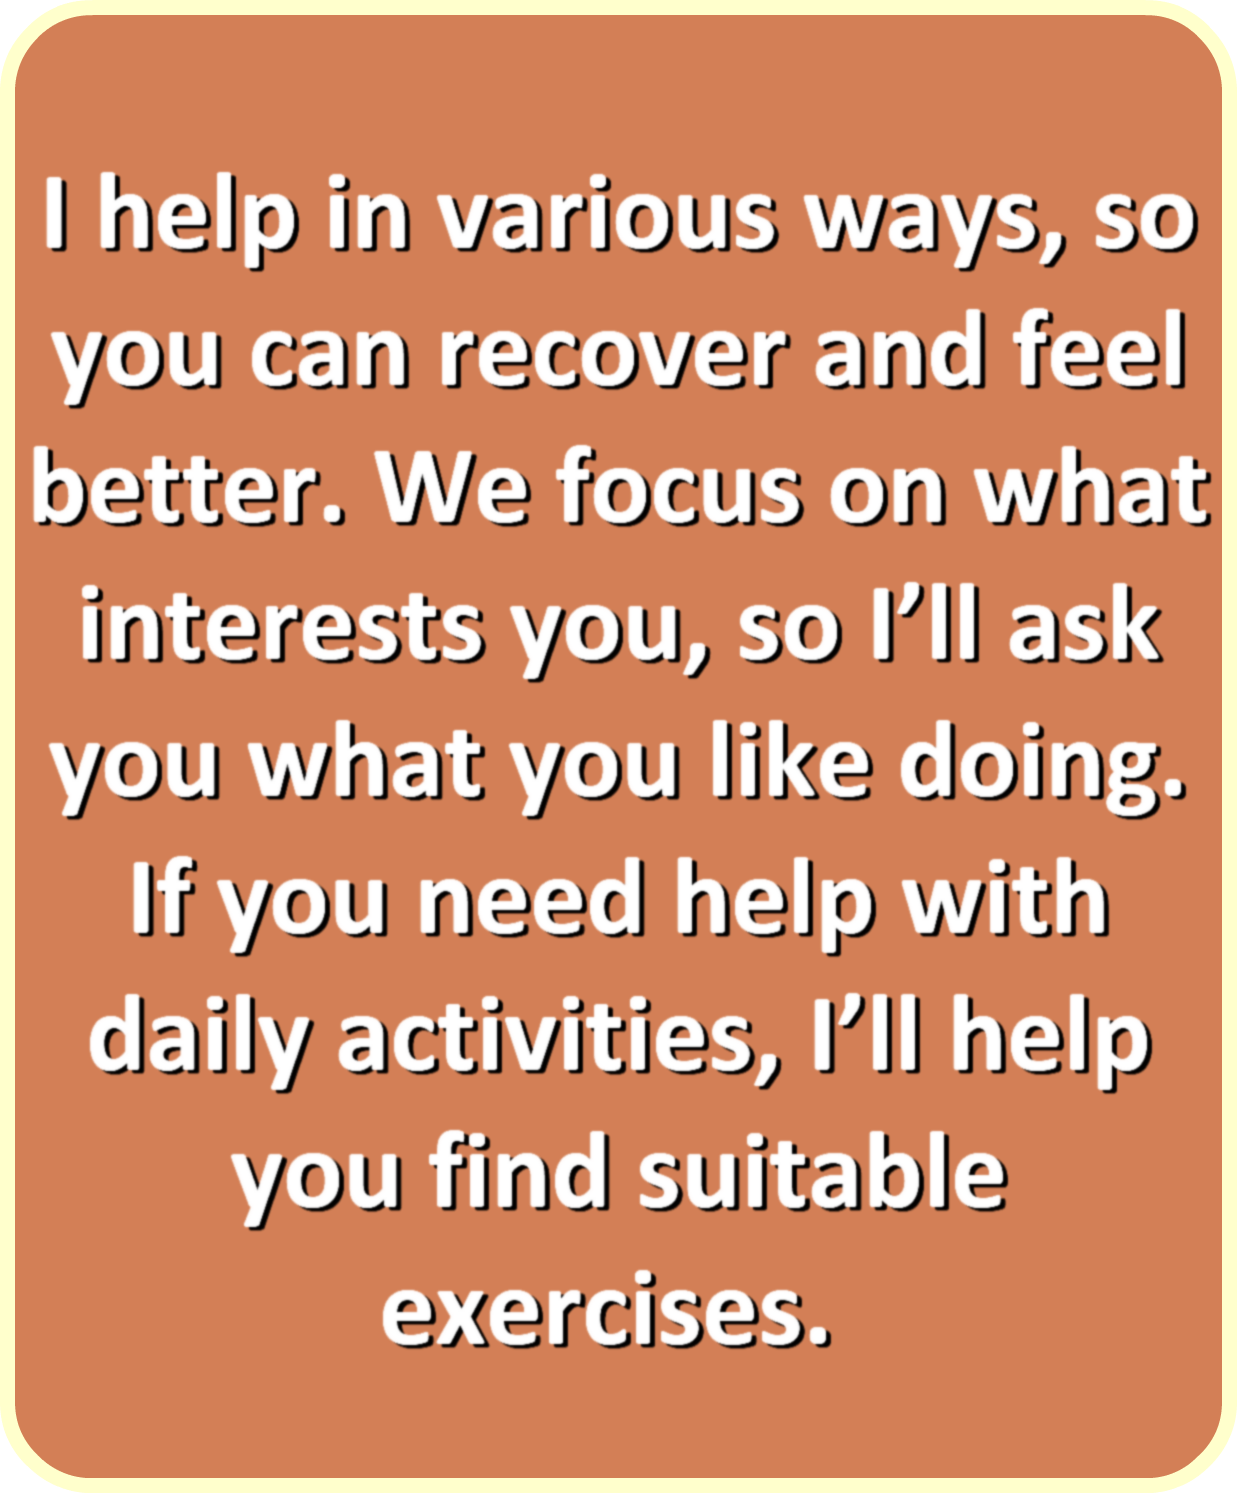 I help in various ways, so
you can recover and feel
better. We focus on what
interests you, so I’ll ask
you what you like doing.
If you need help with
daily activities, I’ll help
you find suitable
exercises.